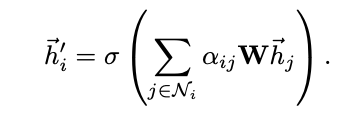 $$\vec{h}'_i = \sigma \left( \sum_{j \in \mathcal{N}_i} \alpha_{ij} \mathbf{W} \vec{h}_j \right).$$